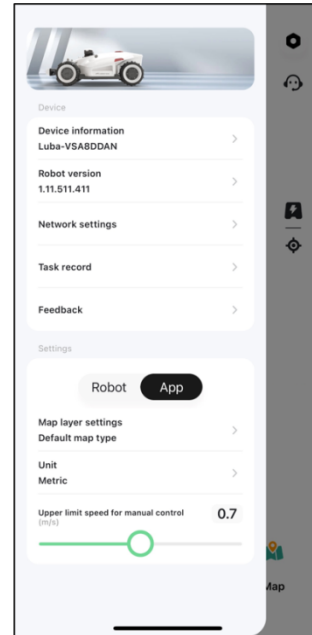 Device
Device information
Luba-VSA8DDAN
Robot version
1.11.511.411
Network settings
Task record
Feedback
Settings
Robot
App
Map layer settings
Default map type
Unit
Metric
Upper limit speed for manual control
(m/s)
0.7
Map